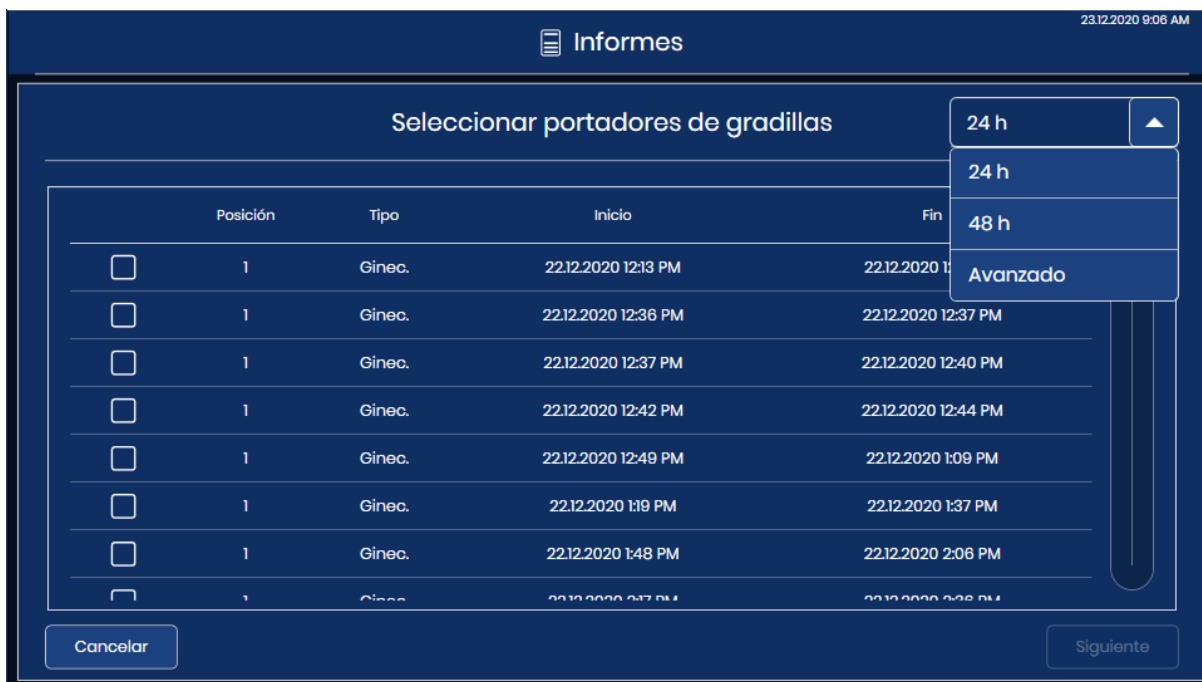 23.12.2020 9:06 AM
Informes
Seleccionar portadores de gradillas
24 h
24 h
48 h
Avanzado
Posición Tipo Inicio Fin
1 Ginec. 22.12.2020 12:13 PM 22.12.2020
1 Ginec. 22.12.2020 12:36 PM 22.12.2020 12:37 PM
1 Ginec. 22.12.2020 12:37 PM 22.12.2020 12:40 PM
1 Ginec. 22.12.2020 12:42 PM 22.12.2020 12:44 PM
1 Ginec. 22.12.2020 12:49 PM 22.12.2020 1:09 PM
1 Ginec. 22.12.2020 1:19 PM 22.12.2020 1:37 PM
1 Ginec. 22.12.2020 1:48 PM 22.12.2020 2:06 PM
Cancelar Siguiente